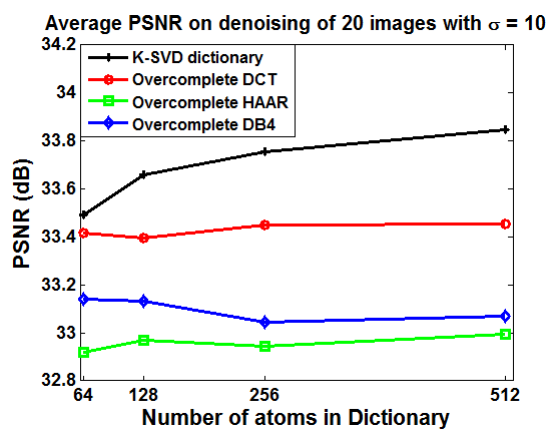 Average PSNR on denoising of 20 images with σ = 10
34.2
34
33.8
33.6
33.4
33.2
33
32.8
PSNR (dB)
K-SVD dictionary
Overcomplete DCT
Overcomplete HAAR
Overcomplete DB4
64
128
256
512
Number of atoms in Dictionary